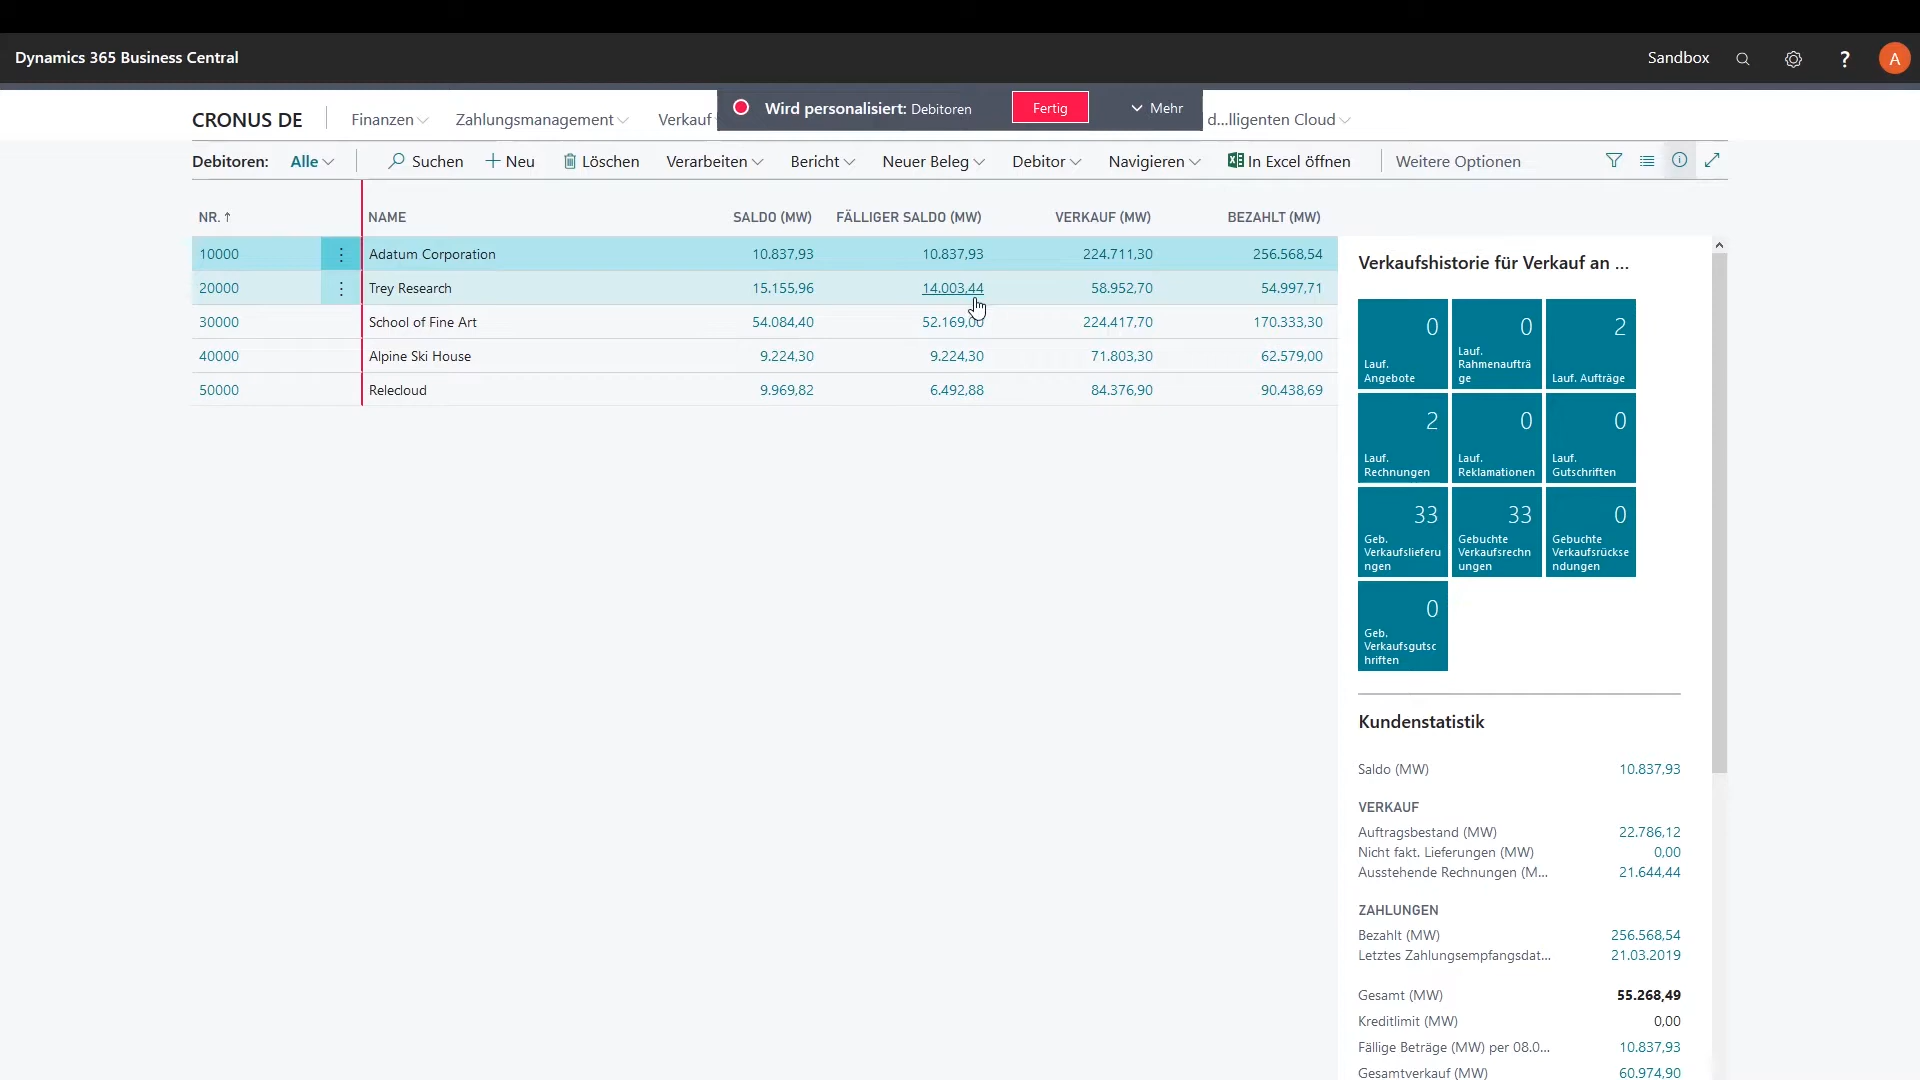 Dynamics 365 Business Central
Sandbox
?
A
CRONUS DE
Finanzen
Zahlungsmanagement
Verkauf
Wird personalisiert: Debitoren
Fertig
Mehr
d...lligenten Cloud
Debitoren:
Alle
Suchen
Neu
Löschen
Verarbeiten
Bericht
Neuer Beleg
Debitor
Navigieren
In Excel öffnen
Weitere Optionen
NR. ↑ NAME SALDO (MW) FÄLLIGER SALDO (MW) VERKAUF (MW) BEZAHLT (MW)
10000 Adatum Corporation 10.837,93 10.837,93 224.711,30 256.568,54
20000 Trey Research 15.155,96 14.003,44 58.952,70 54.997,71
30000 School of Fine Art 54.084,40 52.169,00 224.417,70 170.333,30
40000 Alpine Ski House 9.224,30 9.224,30 71.803,30 62.579,00
50000 Relecloud 9.969,82 6.492,88 84.376,90 90.438,69
Verkaufshistorie für Verkauf an ...
0
Lauf.
Angebote
0
Lauf.
Rahmenaufträ
ge
2
Lauf. Aufträge
2
Lauf.
Rechnungen
0
Lauf.
Reklamationen
0
Lauf.
Gutschriften
33
Geb.
Verkaufslieferu
ngen
33
Gebuchte
Verkaufsrechn
ungen
0
Gebuchte
Verkaufsrückse
ndungen
0
Geb.
Verkaufsgutsc
hriften
Kundenstatistik
Saldo (MW) 10.837,93
VERKAUF
Auftragsbestand (MW) 22.786,12
Nicht fakt. Lieferungen (MW) 0,00
Ausstehende Rechnungen (M... 21.644,44
ZAHLUNGEN
Bezahlt (MW) 256.568,54
Letztes Zahlungsempfangsdat... 21.03.2019
Gesamt (MW) 55.268,49
Kreditlimit (MW) 0,00
Fällige Beträge (MW) per 08.0... 10.837,93
Gesamtverkauf (MW) 60.974,90